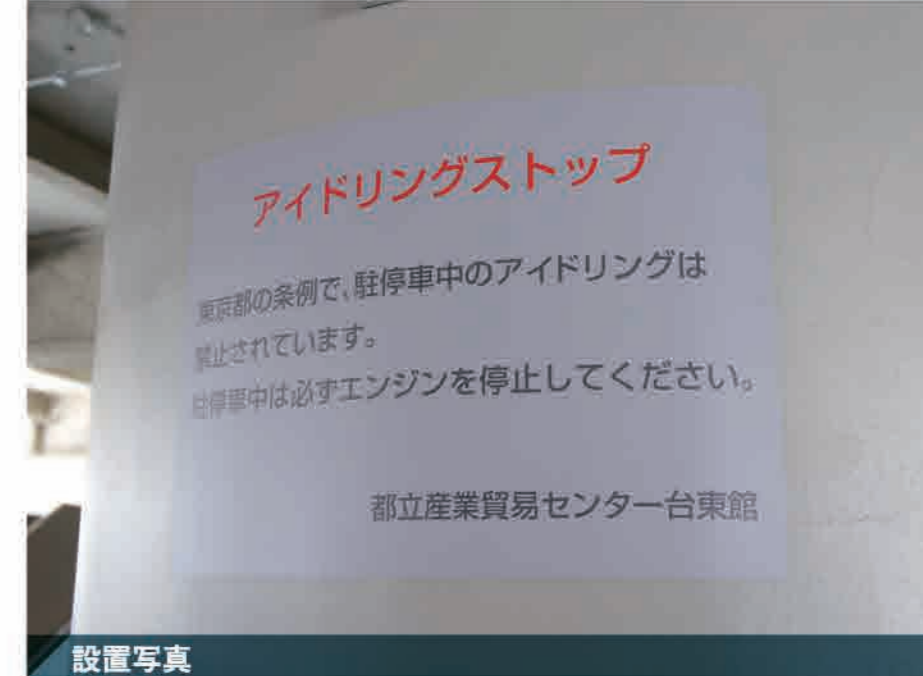 アイドリングストップ
東京都の条例で、駐停車中のアイドリングは
禁止されています。
駐停車中は必ずエンジンを停止してください。
都立産業貿易センター台東館
設置写真